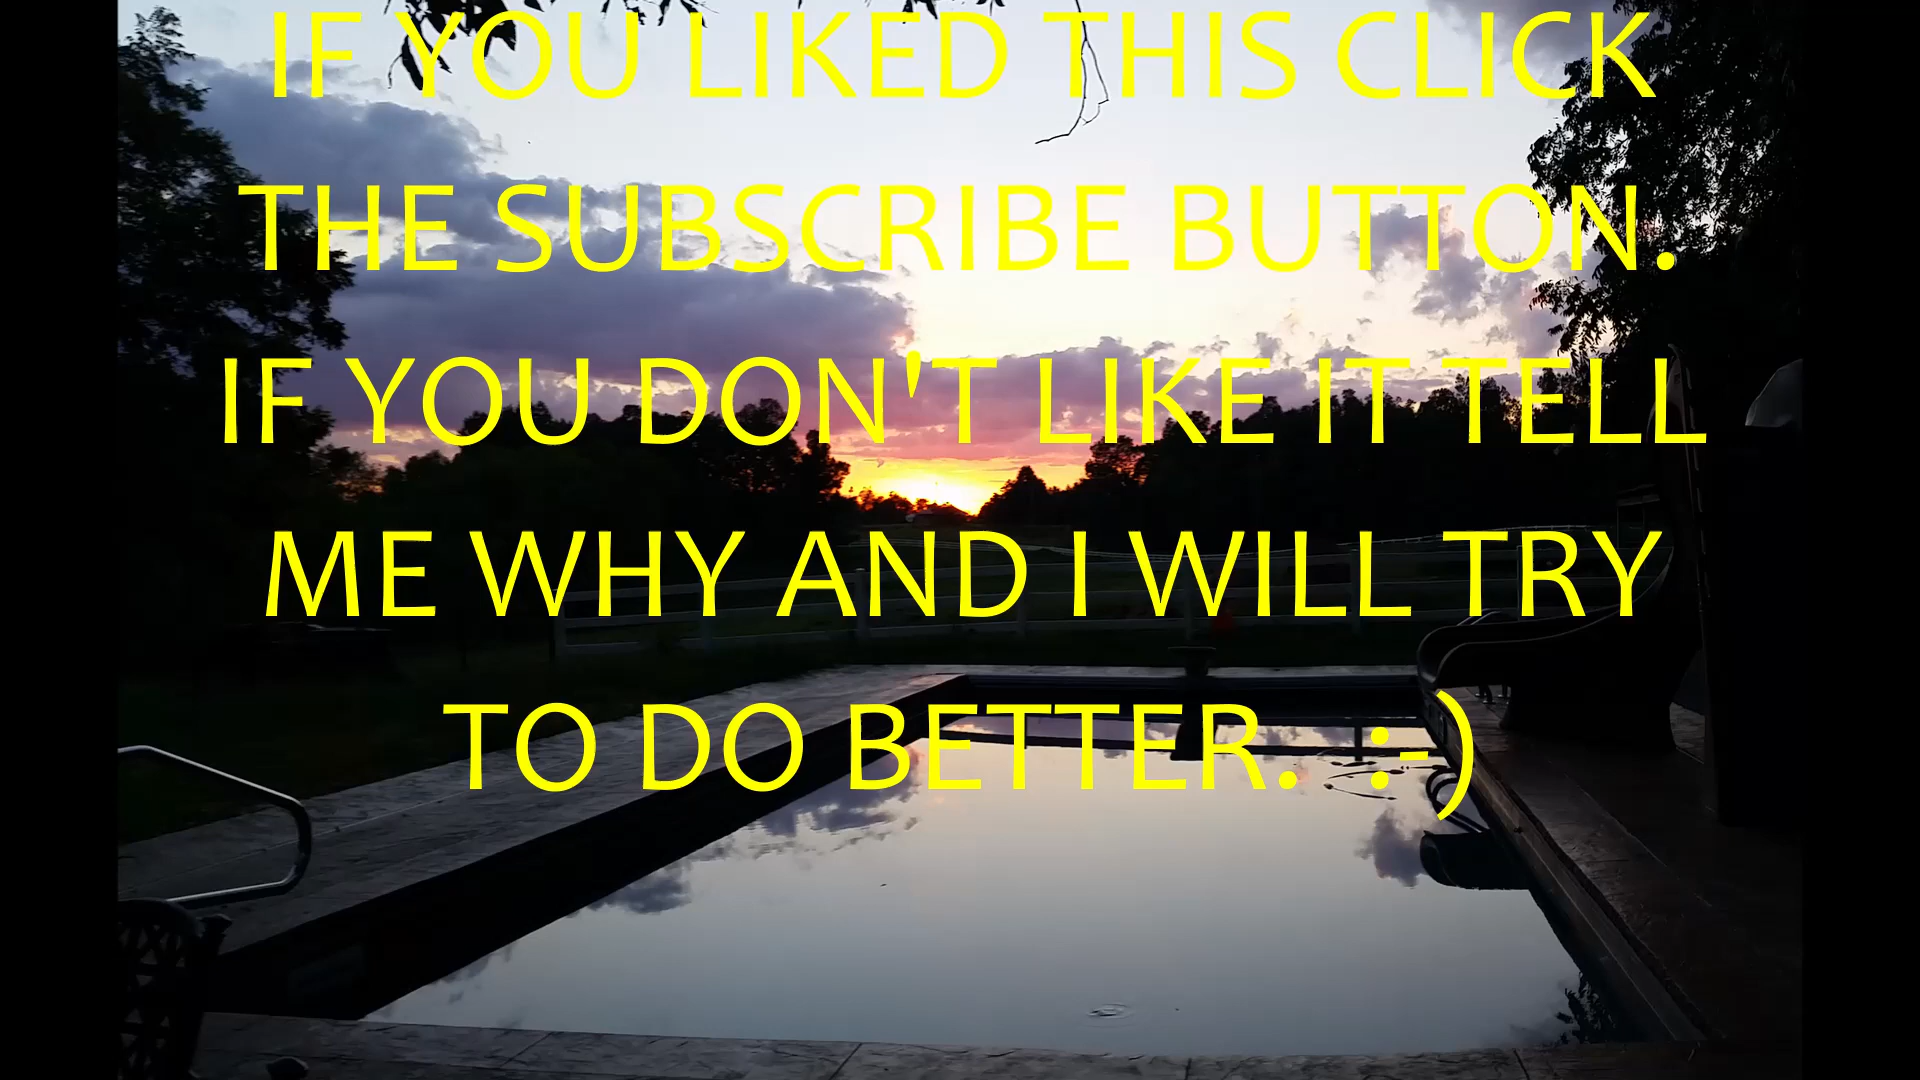 IF YOU LIKED THIS CLICK
THE SUBSCRIBE BUTTON.
IF YOU DON'T LIKE IT TELL
ME WHY AND I WILL TRY
TO DO BETTER.  :-)